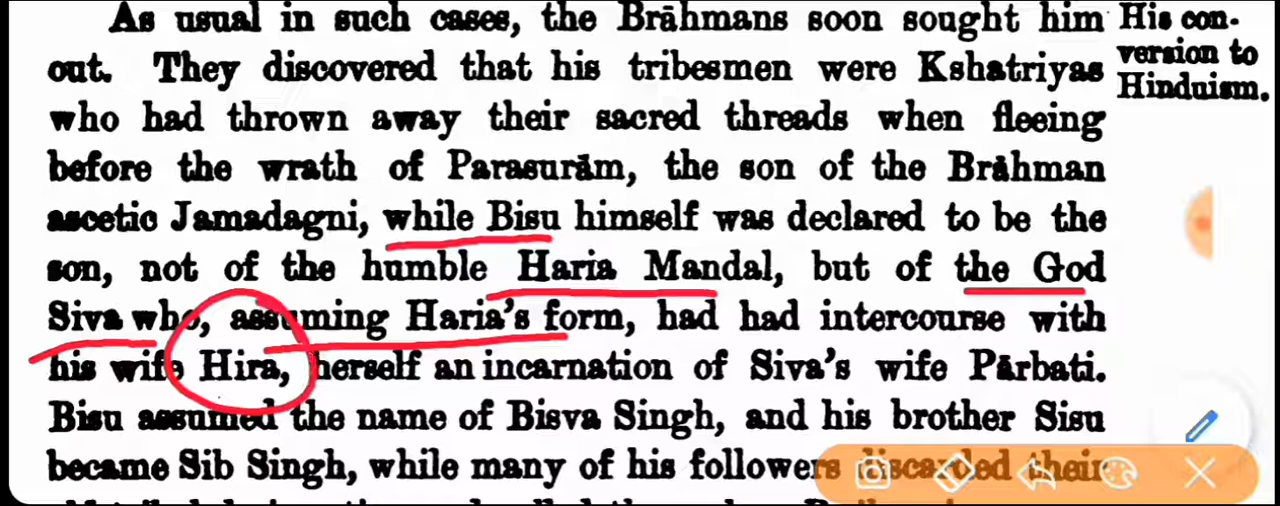 As usual in such cases, the Brāhmans soon sought him
out. They discovered that his tribesmen were Kshatriyas
who had thrown away their sacred threads when fleeing
before the wrath of Parasurām, the son of the Brāhman
ascetic Jamadagni, while Bisu himself was declared to be the
son, not of the humble Haria Mandal, but of the God
Siva who, assuming Haria's form, had had intercourse with
his wife Hira, herself an incarnation of Siva's wife Pārbati.
Bisu assumed the name of Bisva Singh, and his brother Sisu
became Sib Singh, while many of his followers discarded their
His con-
version to
Hinduism.